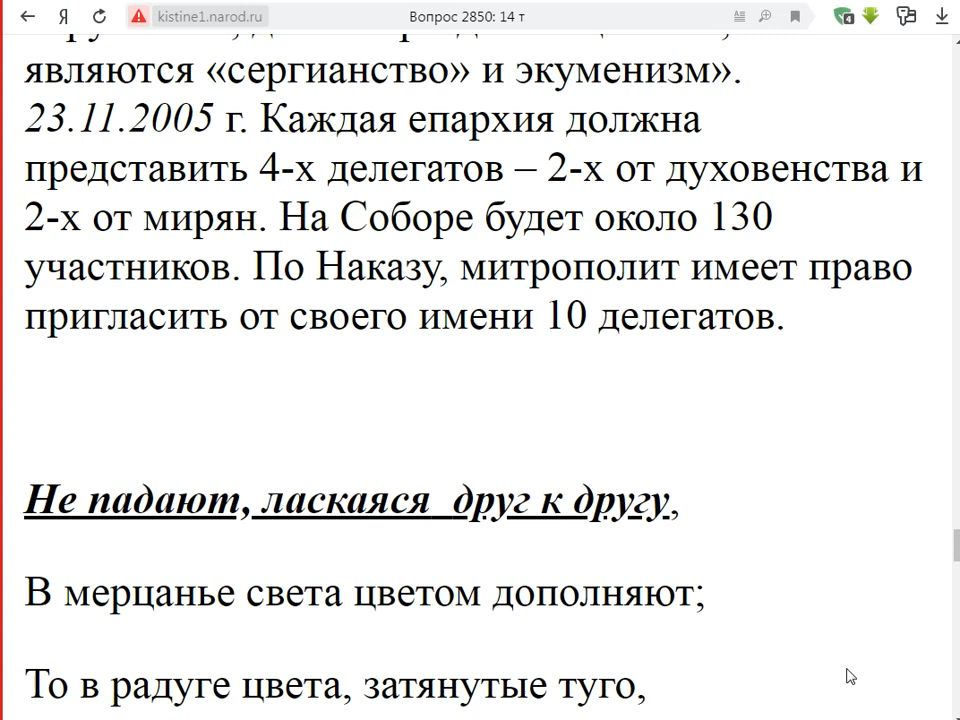 Я
kistine1.narod.ru
Вопрос 2850: 14 т
4
являются «сергианство» и экуменизм».
23.11.2005 г. Каждая епархия должна
представить 4-х делегатов – 2-х от духовенства и
2-х от мирян. На Соборе будет около 130
участников. По Наказу, митрополит имеет право
пригласить от своего имени 10 делегатов.
Не падают, ласкаяся друг к другу,
В мерцанье света цветом дополняют;
То в радуге цвета, затянутые туго,